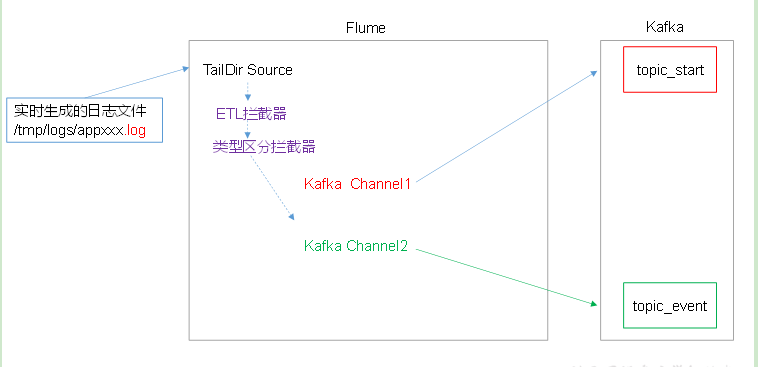 Flume
Kafka
TailDir Source
topic_start
实时生成的日志文件
/tmp/logs/appxxx.log
ETL拦截器
类型区分拦截器
Kafka Channel1
Kafka Channel2
topic_event